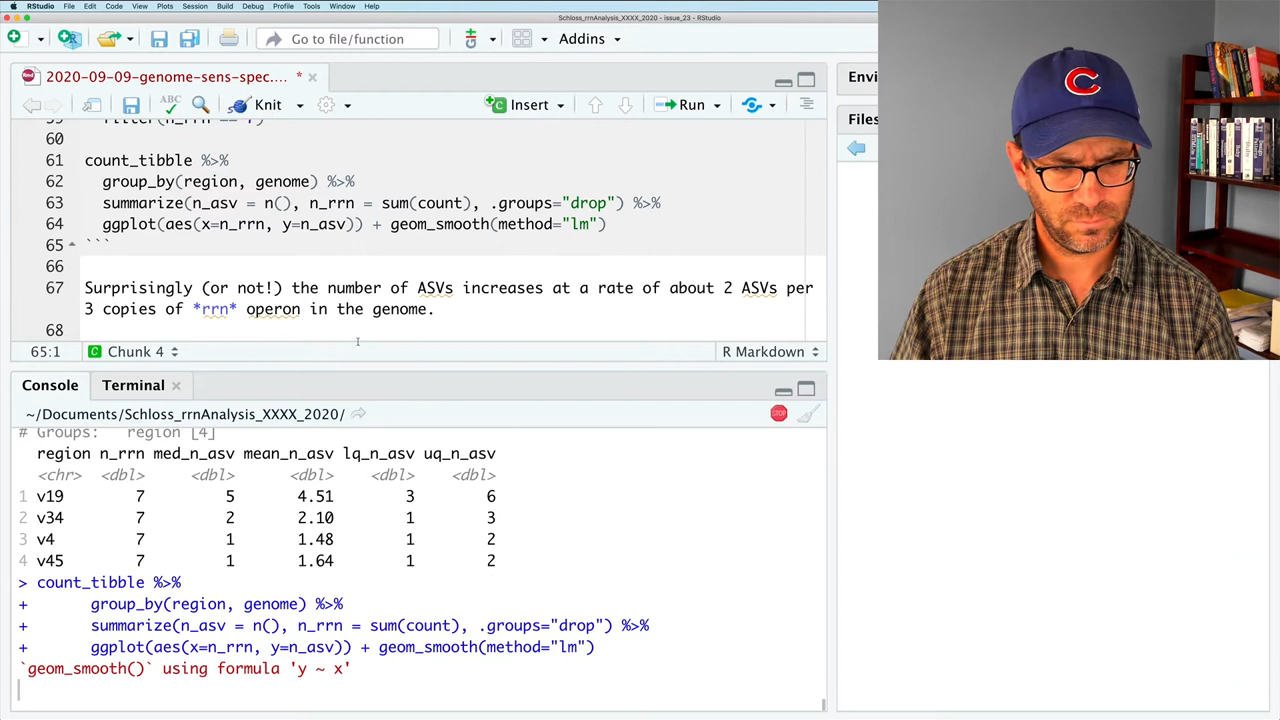 RStudio File Edit Code View Plots Session Build Debug Profile Tools Window Help
Schloss_rrnAnalysis_XXXX_2020 - issue_23 - RStudio
Go to file/function Addins
2020-09-09-genome-sens-spec.... * Envi
Knit Insert Run Files
59 filter(n_rrn == 7)
60
61 count_tibble %>%
62 group_by(region, genome) %>%
63 summarize(n_asv = n(), n_rrn = sum(count), .groups="drop") %>%
64 ggplot(aes(x=n_rrn, y=n_asv)) + geom_smooth(method="lm")
65 ```
66
67 Surprisingly (or not!) the number of ASVs increases at a rate of about 2 ASVs per
3 copies of *rrn* operon in the genome.
68
65:1 C Chunk 4 R Markdown
Console Terminal
~/Documents/Schloss_rrnAnalysis_XXXX_2020/ STOP
# Groups: region [4]
region n_rrn med_n_asv mean_n_asv lq_n_asv uq_n_asv
<chr> <dbl> <dbl> <dbl> <dbl> <dbl>
1 v19 7 5 4.51 3 6
2 v34 7 2 2.10 1 3
3 v4 7 1 1.48 1 2
4 v45 7 1 1.64 1 2
> count_tibble %>%
+ group_by(region, genome) %>%
+ summarize(n_asv = n(), n_rrn = sum(count), .groups="drop") %>%
+ ggplot(aes(x=n_rrn, y=n_asv)) + geom_smooth(method="lm")
`geom_smooth()` using formula 'y ~ x'
C